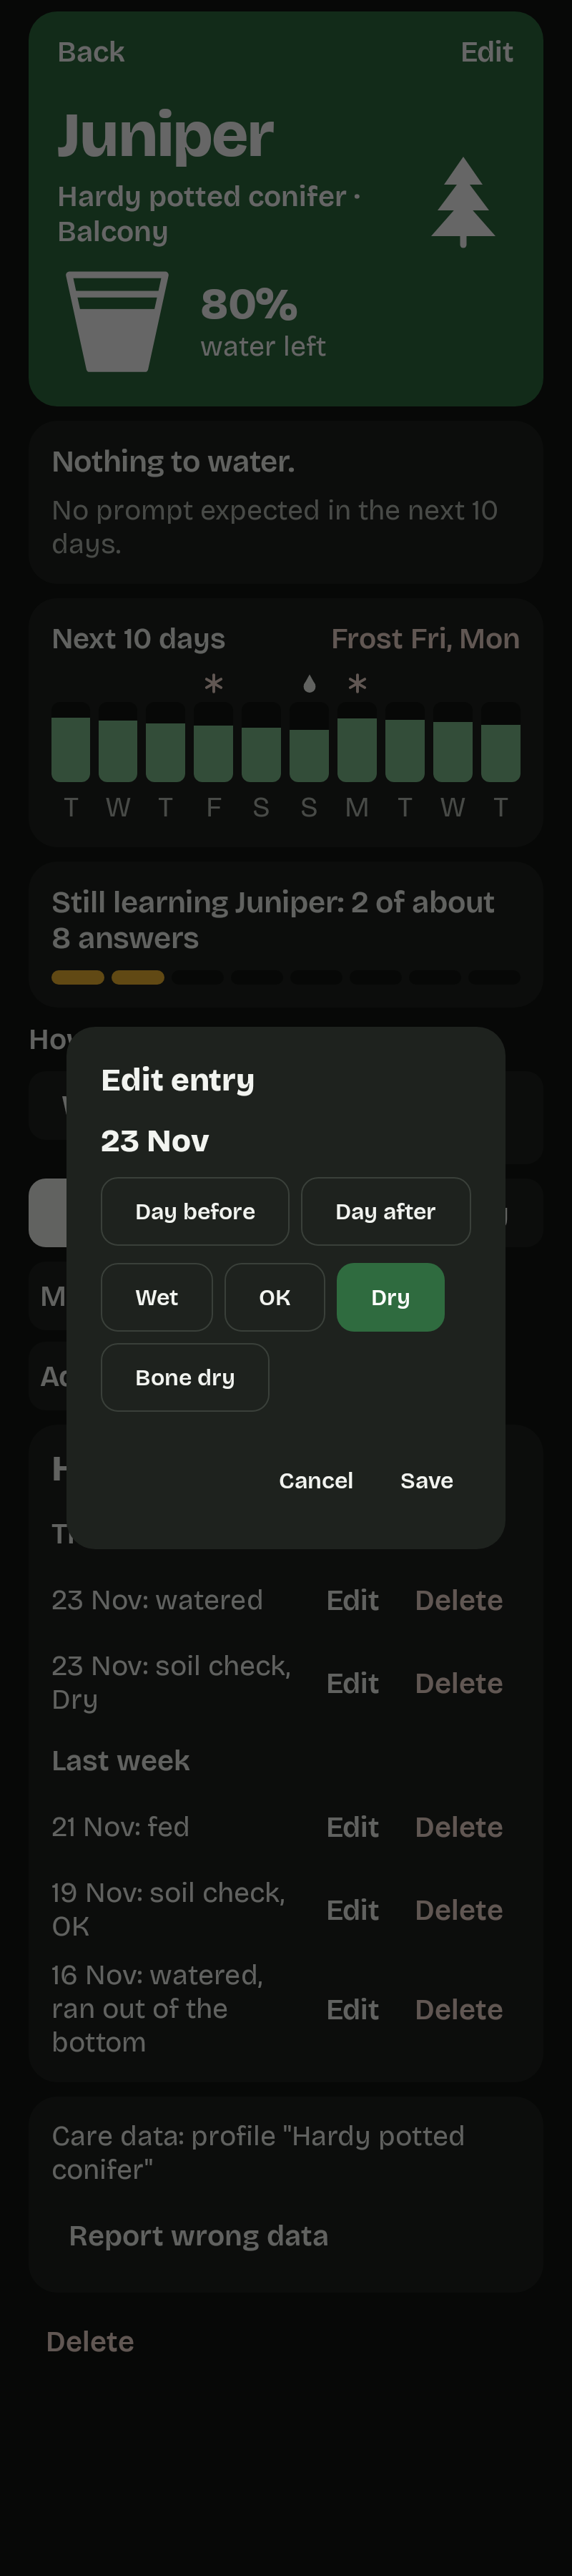 Back
Edit
Juniper
Hardy potted conifer ·
Balcony
80%
water left
Nothing to water.
No prompt expected in the next 10
days.
Next 10 days
Frost Fri, Mon
T W T F S S M T W T
Still learning Juniper: 2 of about
8 answers
Edit entry
23 Nov
Day before
Day after
Wet
OK
Dry
Bone dry
Cancel
Save
23 Nov: watered
Edit
Delete
23 Nov: soil check,
Dry
Edit
Delete
Last week
21 Nov: fed
Edit
Delete
19 Nov: soil check,
OK
Edit
Delete
16 Nov: watered,
ran out of the
bottom
Edit
Delete
Care data: profile "Hardy potted
conifer"
Report wrong data
Delete